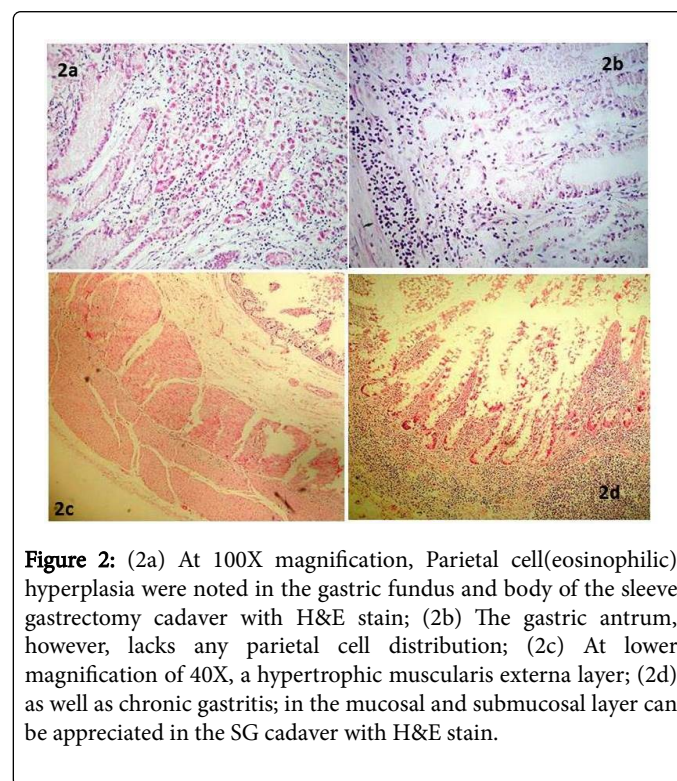 2a
2b
2c
2d
Figure 2: (2a) At 100X magnification, Parietal cell(eosinophilic)
hyperplasia were noted in the gastric fundus and body of the sleeve
gastrectomy cadaver with H&E stain; (2b) The gastric antrum,
however, lacks any parietal cell distribution; (2c) At lower
magnification of 40X, a hypertrophic muscularis externa layer; (2d)
as well as chronic gastritis; in the mucosal and submucosal layer can
be appreciated in the SG cadaver with H&E stain.